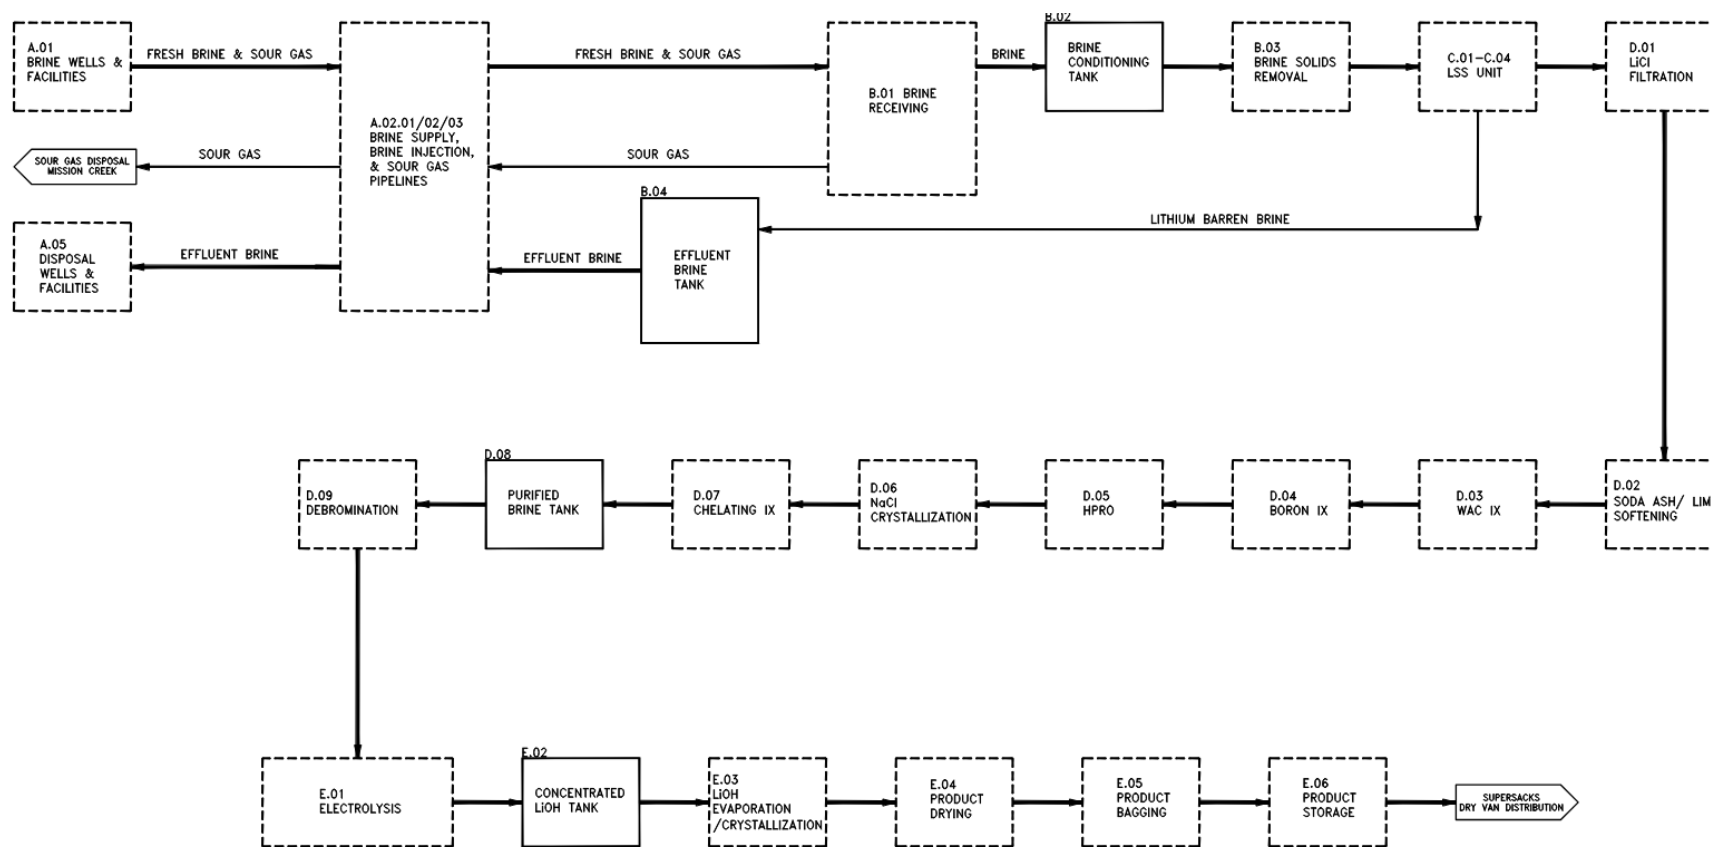 A.01
BRINE WELLS &
FACILITIES
FRESH BRINE & SOUR GAS
A.02.01/02/03
BRINE SUPPLY,
BRINE INJECTION,
& SOUR GAS
PIPELINES
FRESH BRINE & SOUR GAS
B.01 BRINE
RECEIVING
BRINE
B.02
BRINE
CONDITIONING
TANK
B.03
BRINE SOLIDS
REMOVAL
C.01-C.04
LSS UNIT
D.01
LiCl
FILTRATION
SOUR GAS DISPOSAL
MISSION CREEK
SOUR GAS
SOUR GAS
B.04
EFFLUENT
BRINE
TANK
LITHIUM BARREN BRINE
A.05
DISPOSAL
WELLS &
FACILITIES
EFFLUENT BRINE
EFFLUENT BRINE
D.09
DEBROMINATION
D.08
PURIFIED
BRINE TANK
D.07
CHELATING IX
D.06
NaCl
CRYSTALLIZATION
D.05
HPRO
D.04
BORON IX
D.03
WAC IX
D.02
SODA ASH/ LIM
SOFTENING
E.01
ELECTROLYSIS
E.02
CONCENTRATED
LiOH TANK
E.03
LiOH
EVAPORATION
/CRYSTALLIZATION
E.04
PRODUCT
DRYING
E.05
PRODUCT
BAGGING
E.06
PRODUCT
STORAGE
SUPERSACKS
DRY VAN DISTRIBUTION